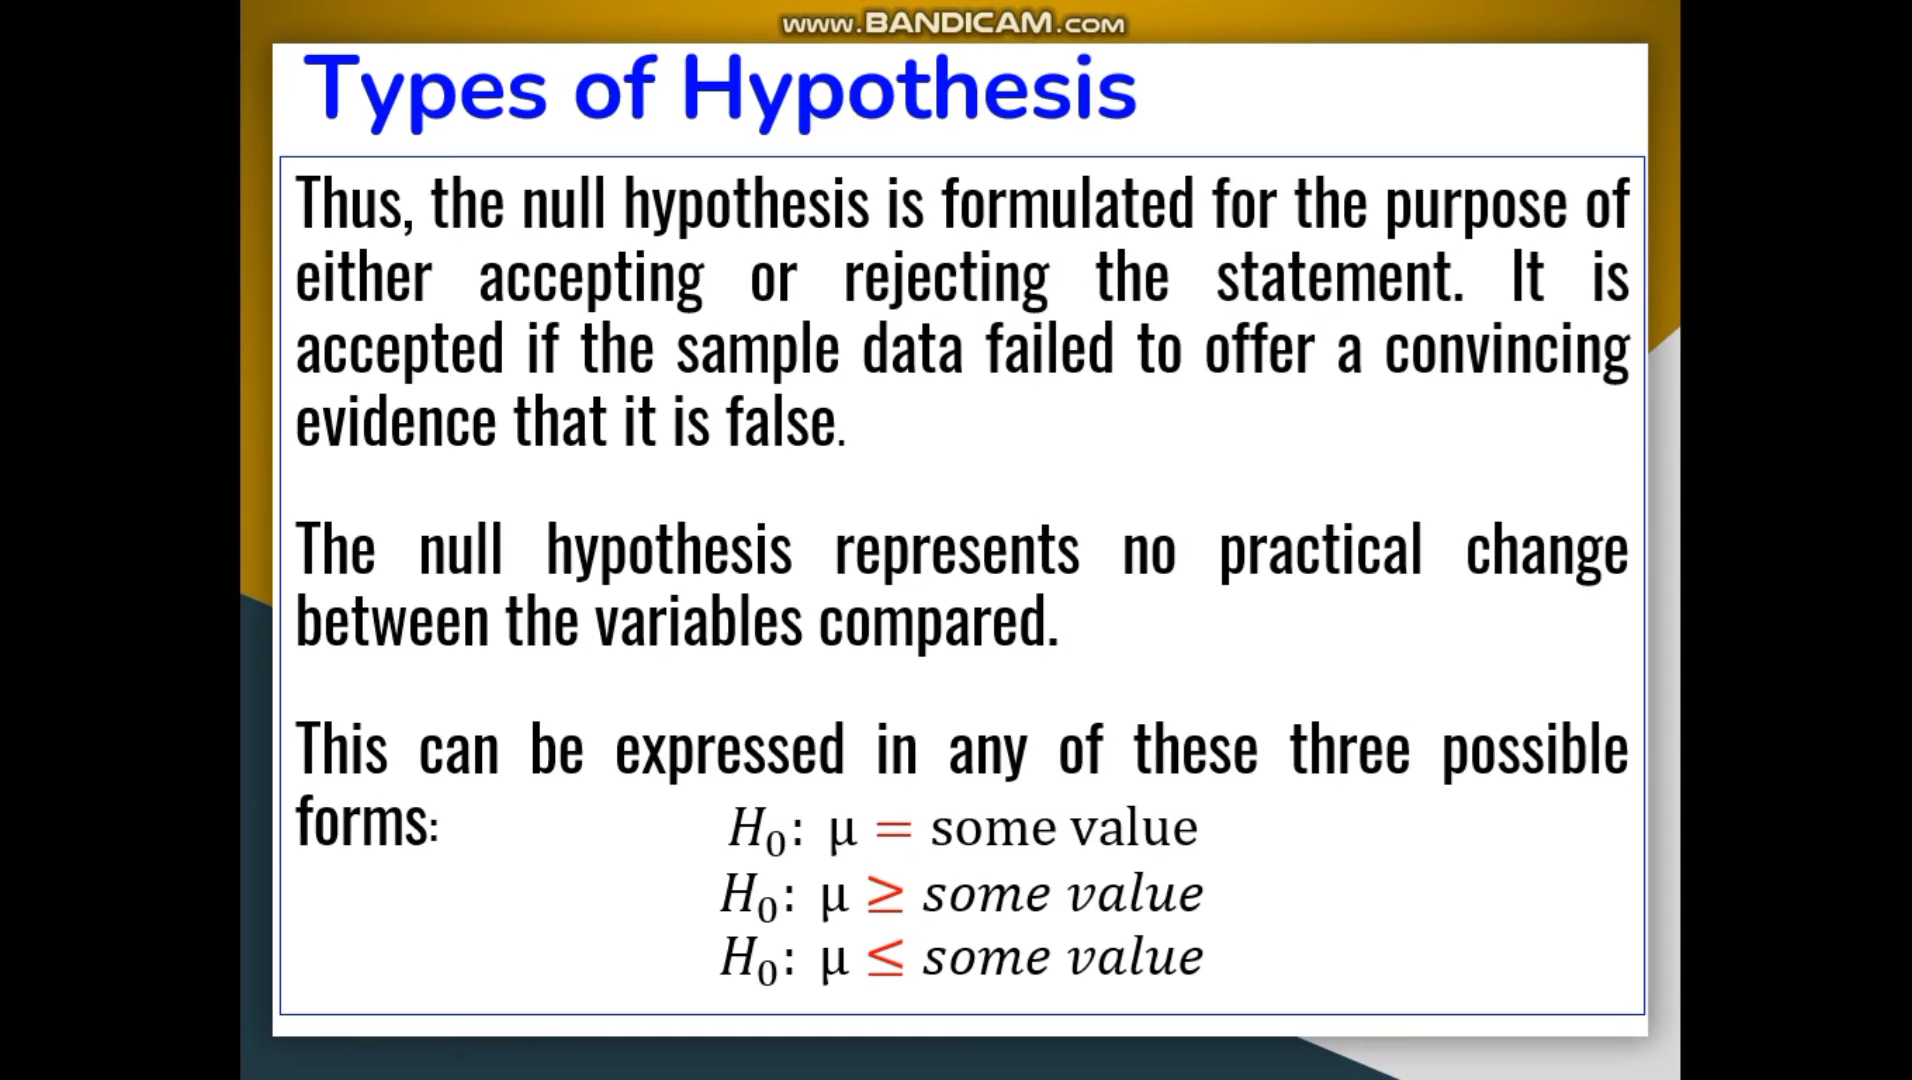 www.BANDICAM.com
Types of Hypothesis
Thus, the null hypothesis is formulated for the purpose of
either accepting or rejecting the statement. It is
accepted if the sample data failed to offer a convincing
evidence that it is false.
The null hypothesis represents no practical change
between the variables compared.
This can be expressed in any of these three possible
forms: H₀: μ = some value
H₀: μ ≥ some value
H₀: μ ≤ some value